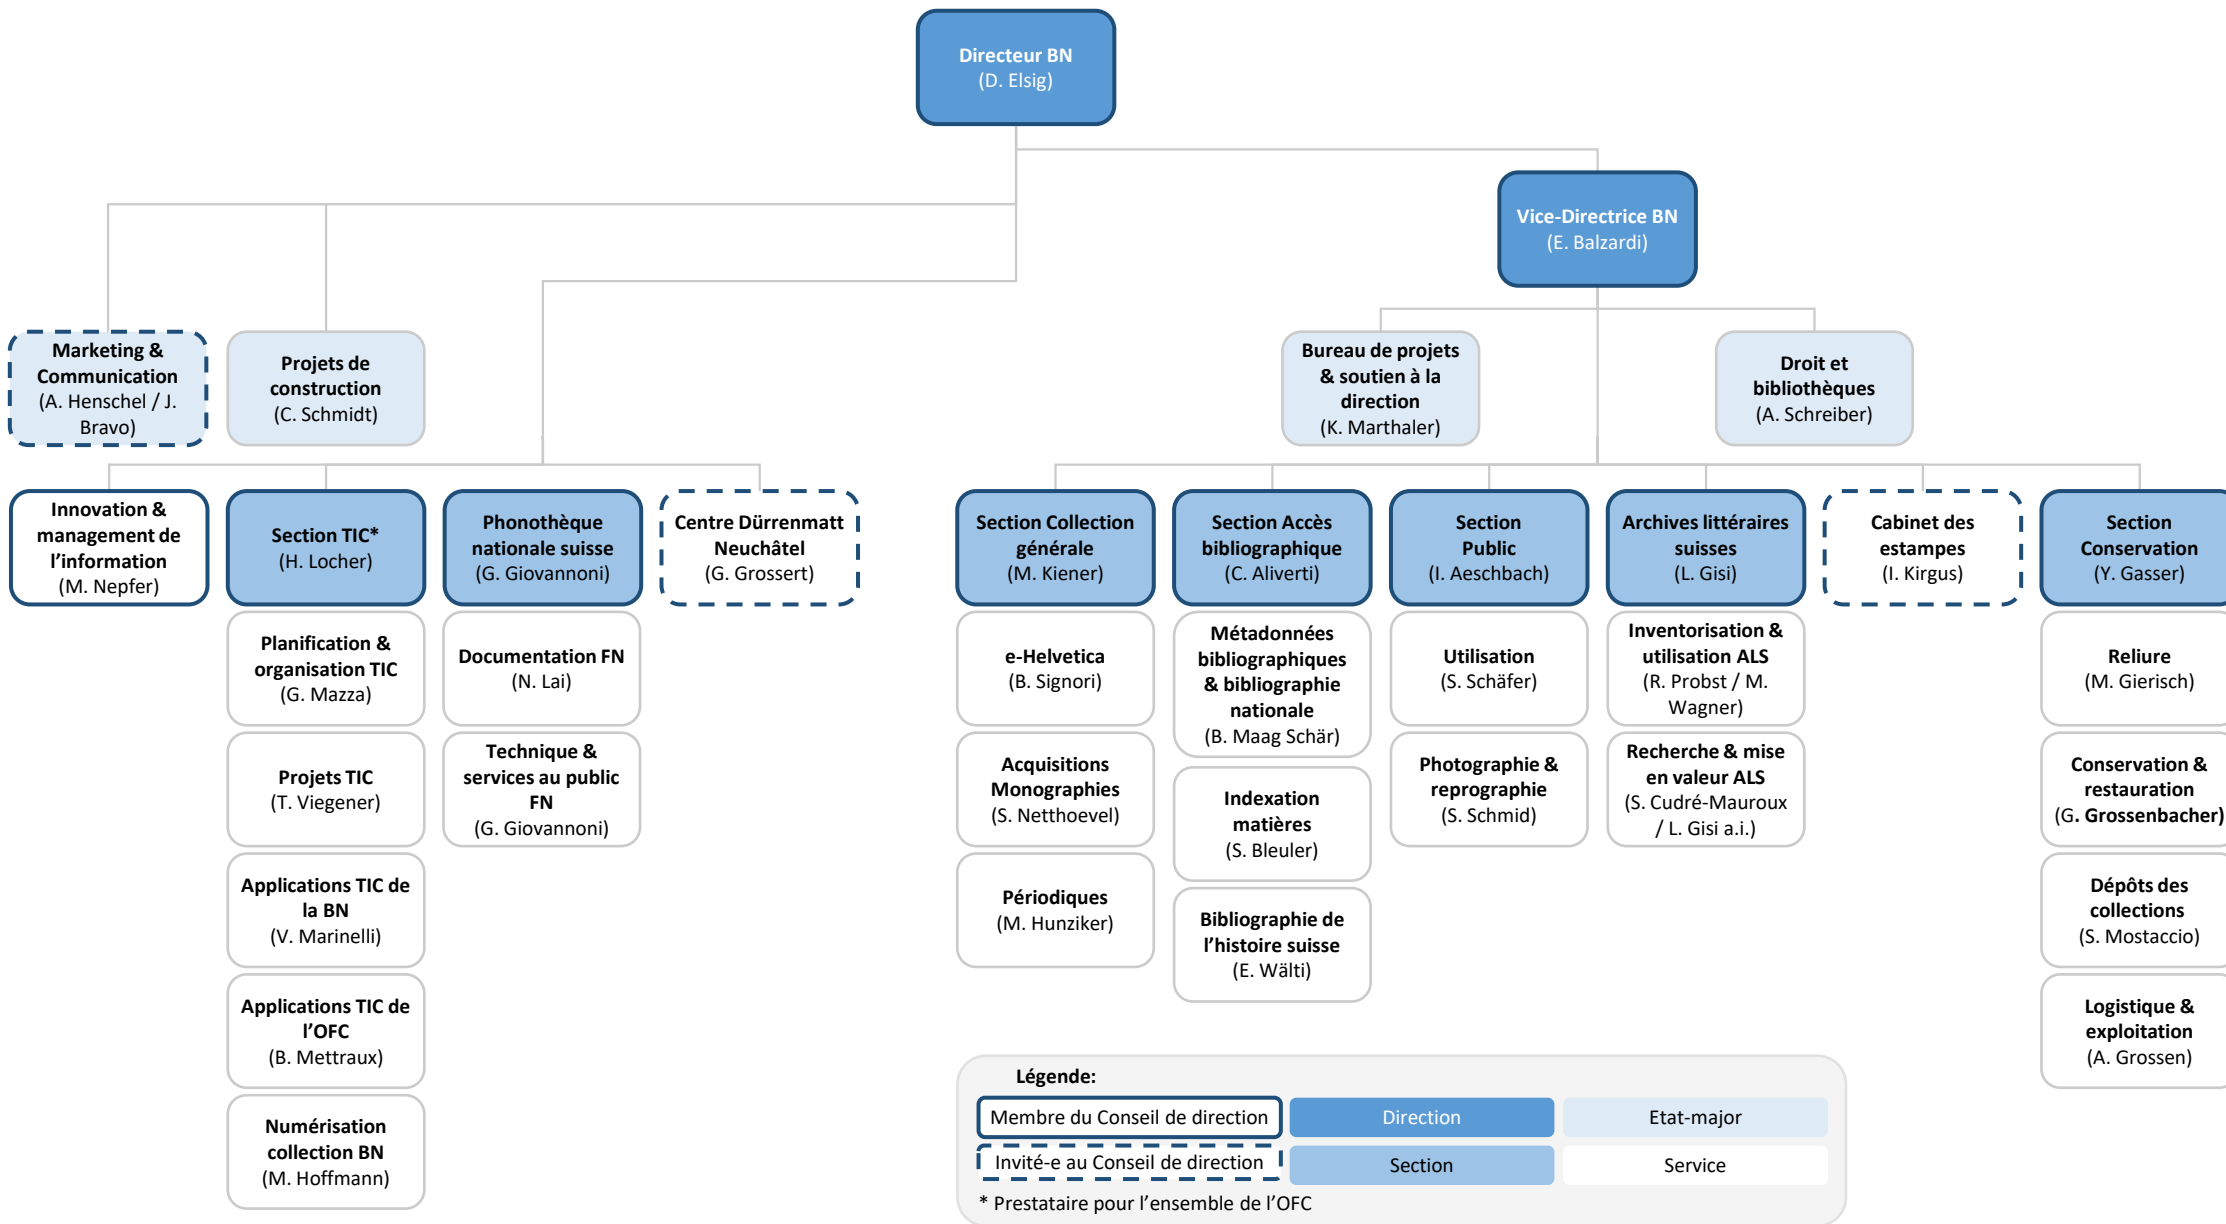 Directeur BN
(D. Elsig)
Vice-Directrice BN
(E. Balzardi)
Marketing &
Communication
(A. Henschel / J.
Bravo)
Projets de
construction
(C. Schmidt)
Bureau de projets
& soutien à la
direction
(K. Marthaler)
Droit et
bibliothèques
(A. Schreiber)
Innovation &
management de
l’information
(M. Nepfer)
Section TIC*
(H. Locher)
Phonothèque
nationale suisse
(G. Giovannoni)
Centre Dürrenmatt
Neuchâtel
(G. Grossert)
Section Collection
générale
(M. Kiener)
Section Accès
bibliographique
(C. Aliverti)
Section
Public
(I. Aeschbach)
Archives littéraires
suisses
(L. Gisi)
Cabinet des
estampes
(I. Kirgus)
Section
Conservation
(Y. Gasser)
Planification &
organisation TIC
(G. Mazza)
Projets TIC
(T. Viegener)
Applications TIC de
la BN
(V. Marinelli)
Applications TIC de
l’OFC
(B. Mettraux)
Numérisation
collection BN
(M. Hoffmann)
Documentation FN
(N. Lai)
Technique &
services au public
FN
(G. Giovannoni)
e-Helvetica
(B. Signori)
Acquisitions
Monographies
(S. Netthoevel)
Périodiques
(M. Hunziker)
Métadonnées
bibliographiques
& bibliographie
nationale
(B. Maag Schär)
Indexation
matières
(S. Bleuler)
Bibliographie de
l’histoire suisse
(E. Wälti)
Utilisation
(S. Schäfer)
Photographie &
reprographie
(S. Schmid)
Inventorisation &
utilisation ALS
(R. Probst / M.
Wagner)
Recherche & mise
en valeur ALS
(S. Cudré-Mauroux
/ L. Gisi a.i.)
Reliure
(M. Gierisch)
Conservation &
restauration
(G. Grossenbacher)
Dépôts des
collections
(S. Mostaccio)
Logistique &
exploitation
(A. Grossen)
Légende:
Membre du Conseil de direction
Direction
Etat-major
Invité-e au Conseil de direction
Section
Service
* Prestataire pour l’ensemble de l’OFC